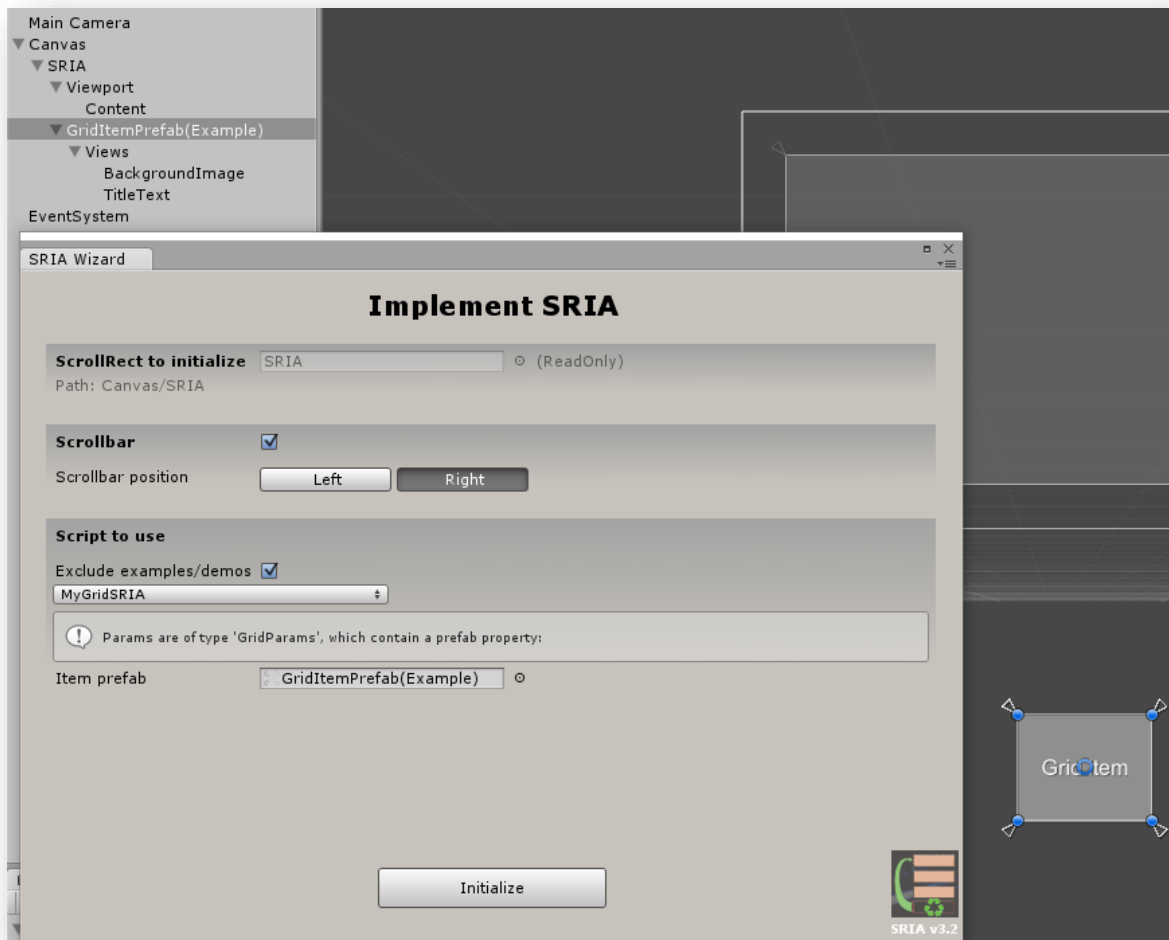 Main Camera
Canvas
SRIA
Viewport
Content
GridItemPrefab(Example)
Views
BackgroundImage
TitleText
EventSystem
SRIA Wizard
Implement SRIA
ScrollRect to initialize SRIA (ReadOnly)
Path: Canvas/SRIA
Scrollbar
Scrollbar position Left Right
Script to use
Exclude examples/demos
MyGridSRIA
Params are of type 'GridParams', which contain a prefab property:
Item prefab GridItemPrefab(Example)
Initialize
SRIA v3.2